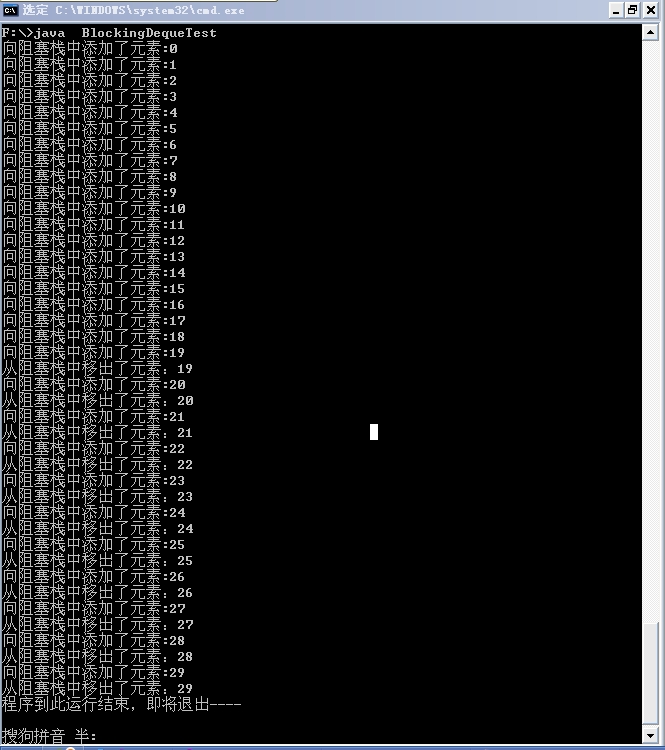 选定 C:\WINDOWS\system32\cmd.exe
F:\>java  BlockingDequeTest
向阻塞栈中添加了元素:0
向阻塞栈中添加了元素:1
向阻塞栈中添加了元素:2
向阻塞栈中添加了元素:3
向阻塞栈中添加了元素:4
向阻塞栈中添加了元素:5
向阻塞栈中添加了元素:6
向阻塞栈中添加了元素:7
向阻塞栈中添加了元素:8
向阻塞栈中添加了元素:9
向阻塞栈中添加了元素:10
向阻塞栈中添加了元素:11
向阻塞栈中添加了元素:12
向阻塞栈中添加了元素:13
向阻塞栈中添加了元素:14
向阻塞栈中添加了元素:15
向阻塞栈中添加了元素:16
向阻塞栈中添加了元素:17
向阻塞栈中添加了元素:18
向阻塞栈中添加了元素:19
从阻塞栈中移出了元素：19
向阻塞栈中添加了元素:20
从阻塞栈中移出了元素：20
向阻塞栈中添加了元素:21
从阻塞栈中移出了元素：21
向阻塞栈中添加了元素:22
从阻塞栈中移出了元素：22
向阻塞栈中添加了元素:23
从阻塞栈中移出了元素：23
向阻塞栈中添加了元素:24
从阻塞栈中移出了元素：24
向阻塞栈中添加了元素:25
从阻塞栈中移出了元素：25
向阻塞栈中添加了元素:26
从阻塞栈中移出了元素：26
向阻塞栈中添加了元素:27
从阻塞栈中移出了元素：27
向阻塞栈中添加了元素:28
从阻塞栈中移出了元素：28
向阻塞栈中添加了元素:29
从阻塞栈中移出了元素：29
程序到此运行结束，即将退出----
搜狗拼音 半: